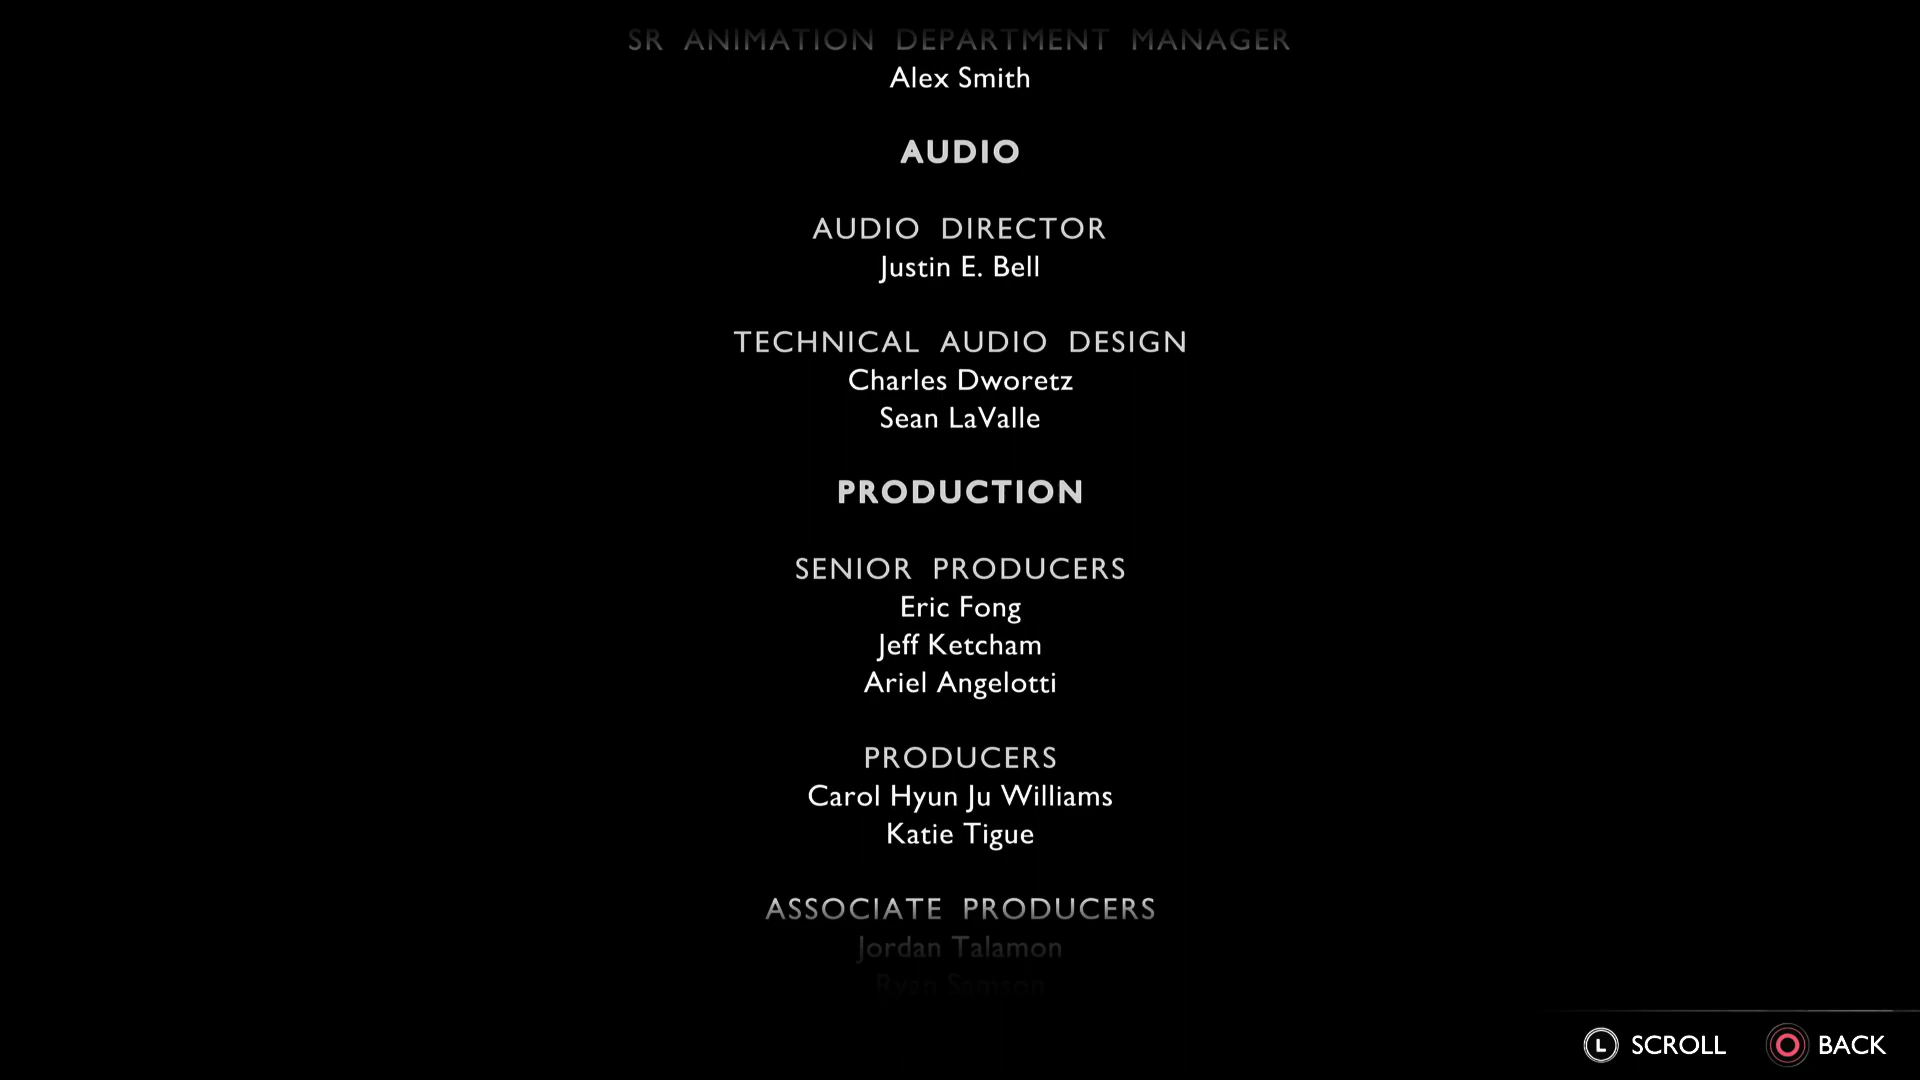 SR ANIMATION DEPARTMENT MANAGER
Alex Smith
AUDIO
AUDIO DIRECTOR
Justin E. Bell
TECHNICAL AUDIO DESIGN
Charles Dworetz
Sean LaValle
PRODUCTION
SENIOR PRODUCERS
Eric Fong
Jeff Ketcham
Ariel Angelotti
PRODUCERS
Carol Hyun Ju Williams
Katie Tigue
ASSOCIATE PRODUCERS
Jordan Talamon
Ryan Samson
L SCROLL BACK